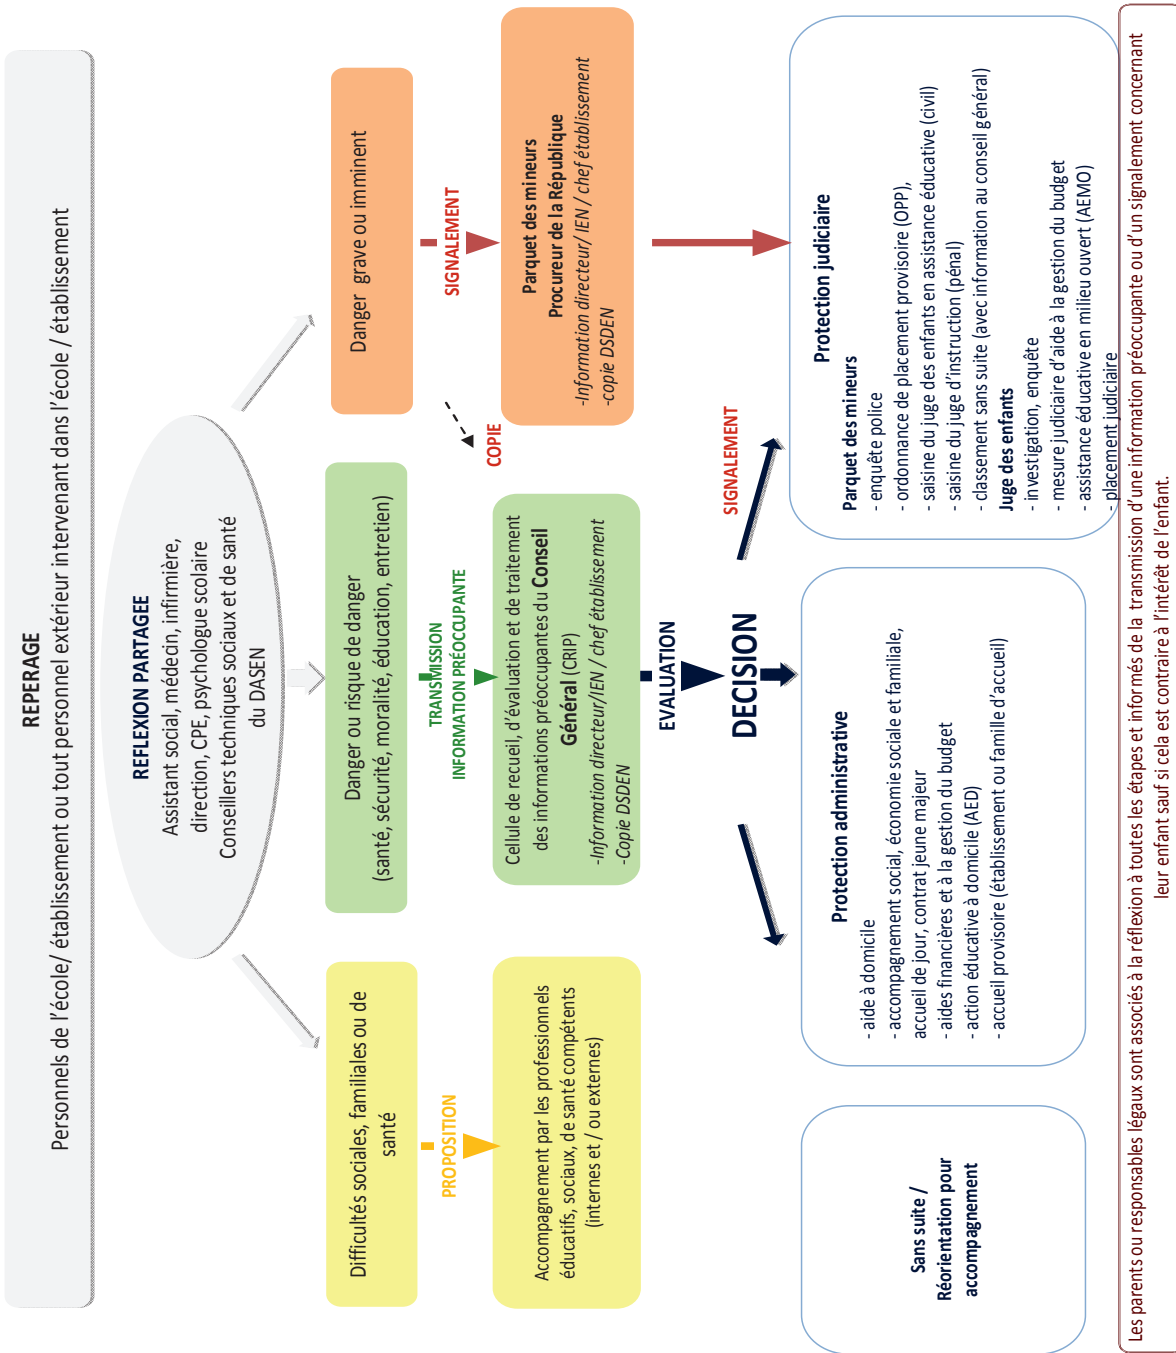 REPERAGE
Personnels de l'école/ établissement ou tout personnel extérieur intervenant dans l'école / établissement
REFLEXION PARTAGEE
Assistant social, médecin, infirmière,
direction, CPE, psychologue scolaire
Conseillers techniques sociaux et de santé
du DASEN
Difficultés sociales, familiales ou de
santé
PROPOSITION
Accompagnement par les professionnels
éducatifs, sociaux, de santé compétents
(internes et / ou externes)
Danger ou risque de danger
(santé, sécurité, moralité, éducation, entretien)
TRANSMISSION
INFORMATION PRÉOCCUPANTE
Cellule de recueil, d'évaluation et de traitement
des informations préoccupantes du Conseil
Général (CRIP)
-Information directeur/IEN / chef établissement
-Copie DSDEN
Danger grave ou imminent
SIGNALEMENT
COPIE
Parquet des mineurs
Procureur de la République
-Information directeur/ IEN / chef établissement
-copie DSDEN
EVALUATION
DECISION
SIGNALEMENT
Sans suite /
Réorientation pour
accompagnement
Protection administrative
- aide à domicile
- accompagnement social, économie sociale et familiale,
accueil de jour, contrat jeune majeur
- aides financières et à la gestion du budget
- action éducative à domicile (AED)
- accueil provisoire (établissement ou famille d'accueil)
Protection judiciaire
Parquet des mineurs
- enquête police
- ordonnance de placement provisoire (OPP),
- saisine du juge des enfants en assistance éducative (civil)
- saisine du juge d'instruction (pénal)
- classement sans suite (avec information au conseil général)
Juge des enfants
- investigation, enquête
- mesure judiciaire d'aide à la gestion du budget
- assistance éducative en milieu ouvert (AEMO)
- placement judiciaire
Les parents ou responsables légaux sont associés à la réflexion à toutes les étapes et informés de la transmission d'une information préoccupante ou d'un signalement concernant
leur enfant sauf si cela est contraire à l'intérêt de l'enfant.